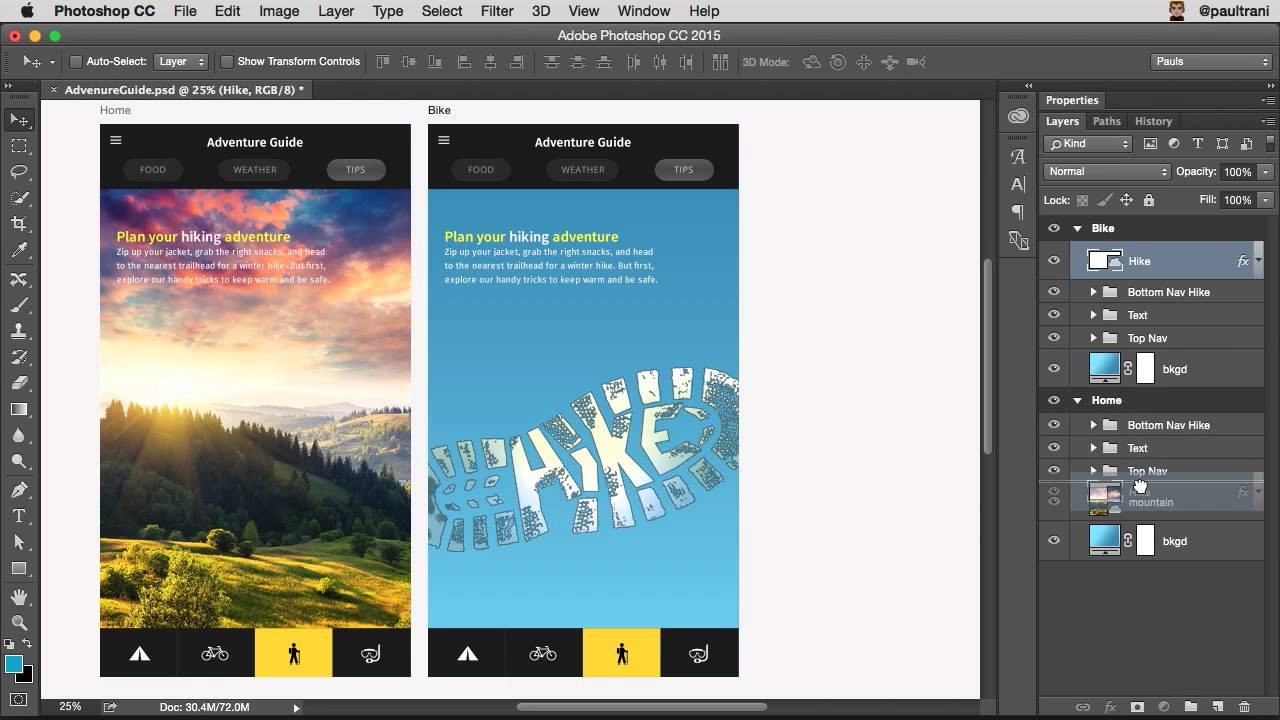 Photoshop CC File Edit Image Layer Type Select Filter 3D View Window Help @paultrani
Adobe Photoshop CC 2015
Auto-Select: Layer Show Transform Controls 3D Mode: Pauls
AdvenureGuide.psd @ 25% (Hike, RGB/8) *
Home
Adventure Guide
FOOD WEATHER TIPS
Plan your hiking adventure
Zip up your jacket, grab the right snacks, and head
to the nearest trailhead for a winter hike. But first,
explore our handy tricks to keep warm and be safe.
Bike
Adventure Guide
FOOD WEATHER TIPS
Plan your hiking adventure
Zip up your jacket, grab the right snacks, and head
to the nearest trailhead for a winter hike. But first,
explore our handy tricks to keep warm and be safe.
HIKE
Properties
Layers Paths History
Kind
Normal Opacity: 100%
Lock: Fill: 100%
Bike
Hike fx
Bottom Nav Hike
Text
Top Nav
bkgd
Home
Bottom Nav Hike
Text
Top Nav
fx
mountain
bkgd
25% Doc: 30.4M/72.0M
fx